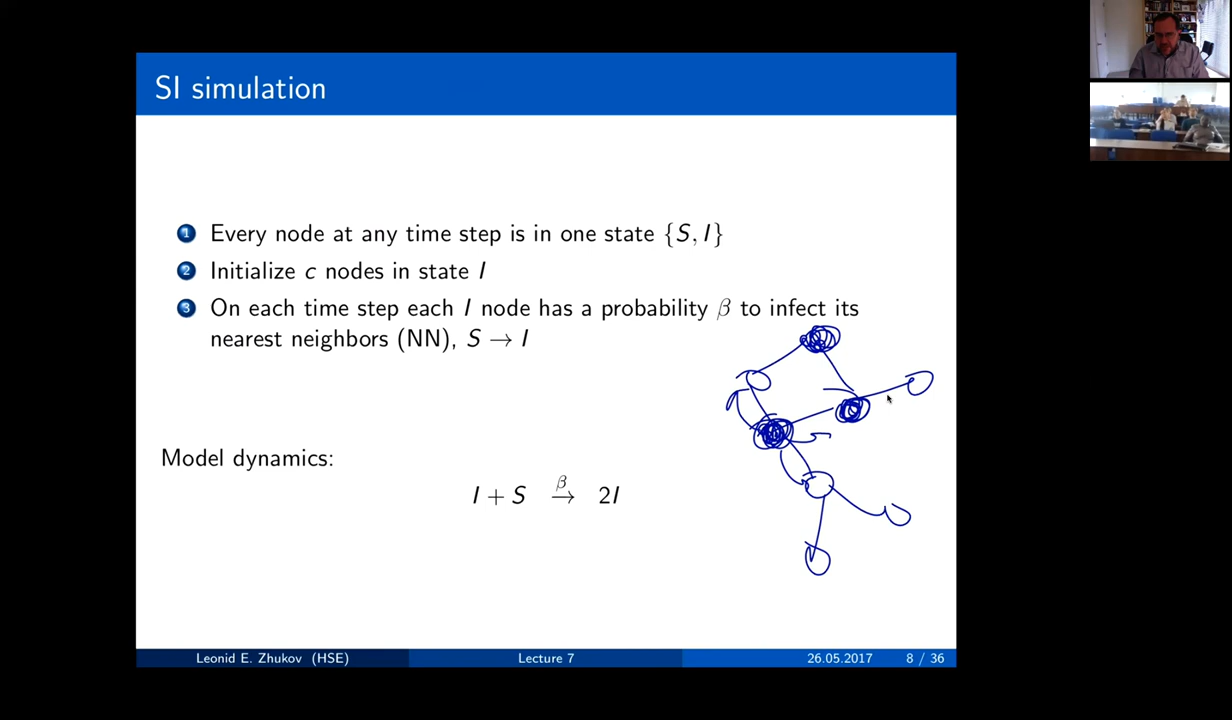 SI simulation
1 Every node at any time step is in one state {S, I}
2 Initialize c nodes in state I
3 On each time step each I node has a probability β to infect its
nearest neighbors (NN), S → I
Model dynamics:
β
I + S → 2I
Leonid E. Zhukov (HSE) Lecture 7 26.05.2017 8 / 36